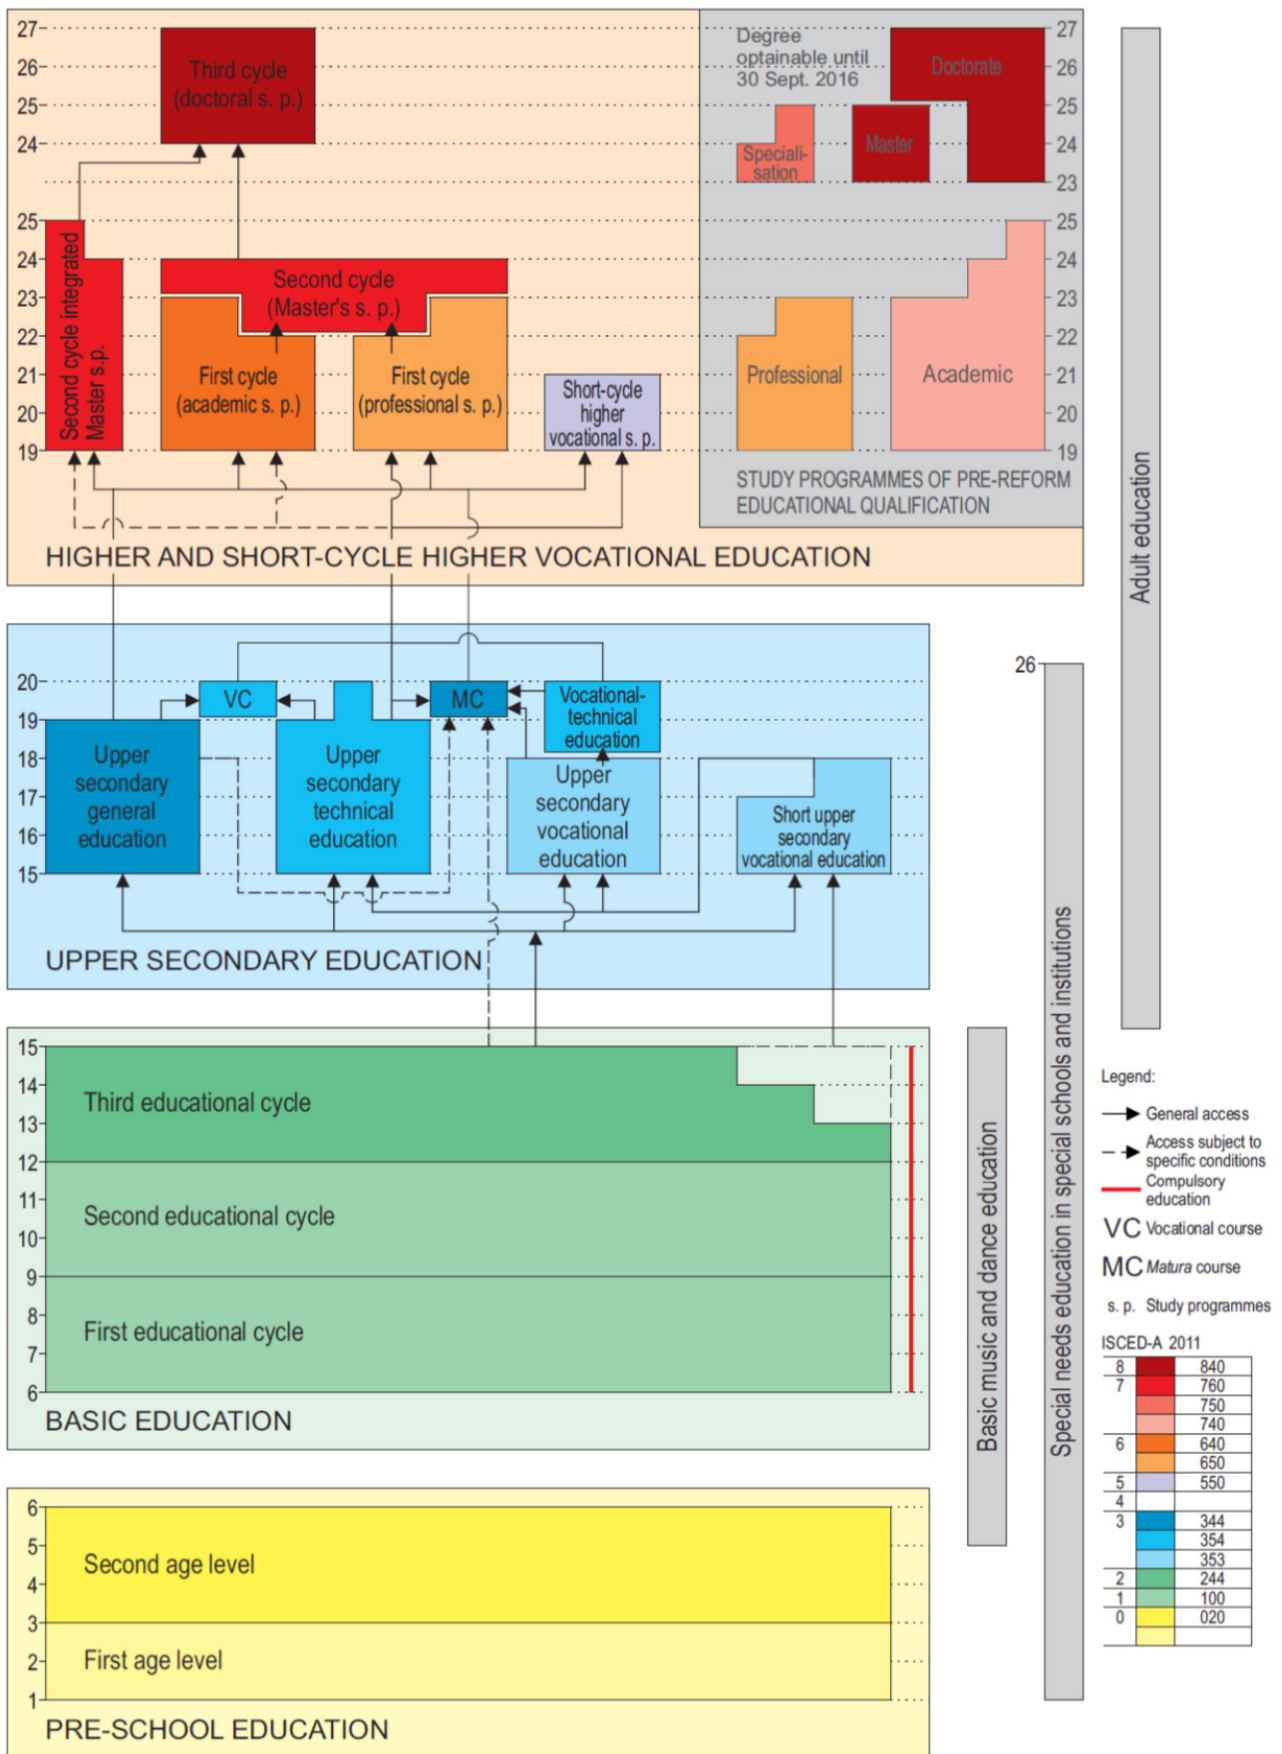 27
26
25
24
25
24
23
22
21
20
19
Third cycle
(doctoral s. p.)
Second cycle integrated
Master s.p.
Second cycle
(Master's s. p.)
First cycle
(academic s. p.)
First cycle
(professional s. p.)
Short-cycle
higher
vocational s. p.
HIGHER AND SHORT-CYCLE HIGHER VOCATIONAL EDUCATION
Degree
optainable until
30 Sept. 2016
Speciali-
sation
Master
Doctorate
Professional
Academic
27
26
25
24
23
25
24
23
22
21
20
19
STUDY PROGRAMMES OF PRE-REFORM
EDUCATIONAL QUALIFICATION
20
19
18
17
16
15
VC
MC
Vocational-
technical
education
Upper
secondary
general
education
Upper
secondary
technical
education
Upper
secondary
vocational
education
Short upper
secondary
vocational education
UPPER SECONDARY EDUCATION
15
14
13
12
11
10
9
8
7
6
Third educational cycle
Second educational cycle
First educational cycle
BASIC EDUCATION
6
5
4
3
2
1
Second age level
First age level
PRE-SCHOOL EDUCATION
Basic music and dance education
26
Special needs education in special schools and institutions
Adult education
Legend:
General access
Access subject to
specific conditions
Compulsory
education
VC Vocational course
MC Matura course
s. p. Study programmes
ISCED-A 2011
8 840
7 760
750
740
6 640
650
5 550
4
3 344
354
353
2 244
1 100
0 020